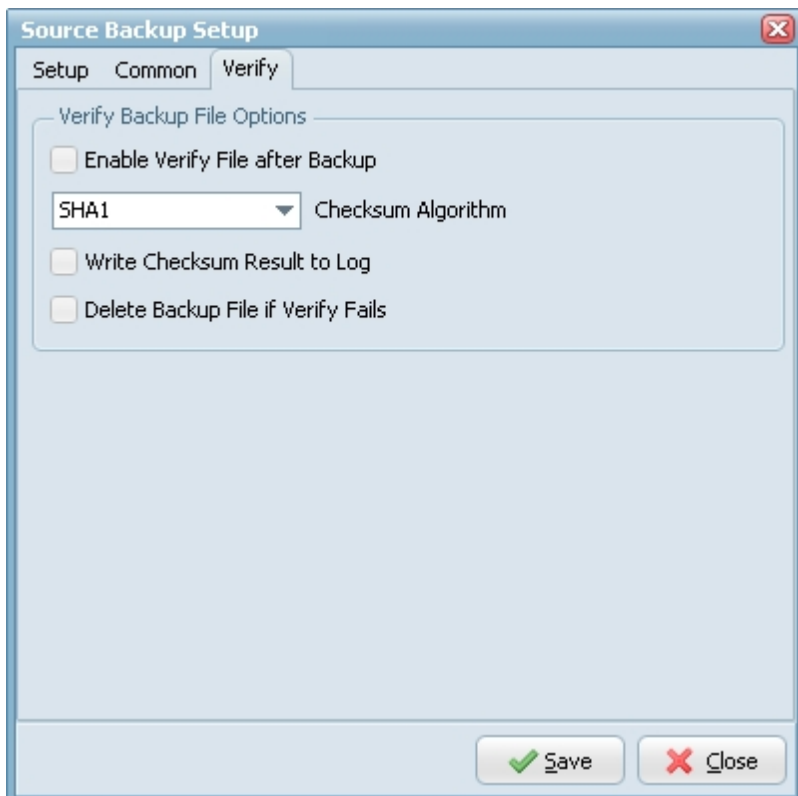 Source Backup Setup
Setup Common Verify
Verify Backup File Options
Enable Verify File after Backup
SHA1 Checksum Algorithm
Write Checksum Result to Log
Delete Backup File if Verify Fails
Save Close